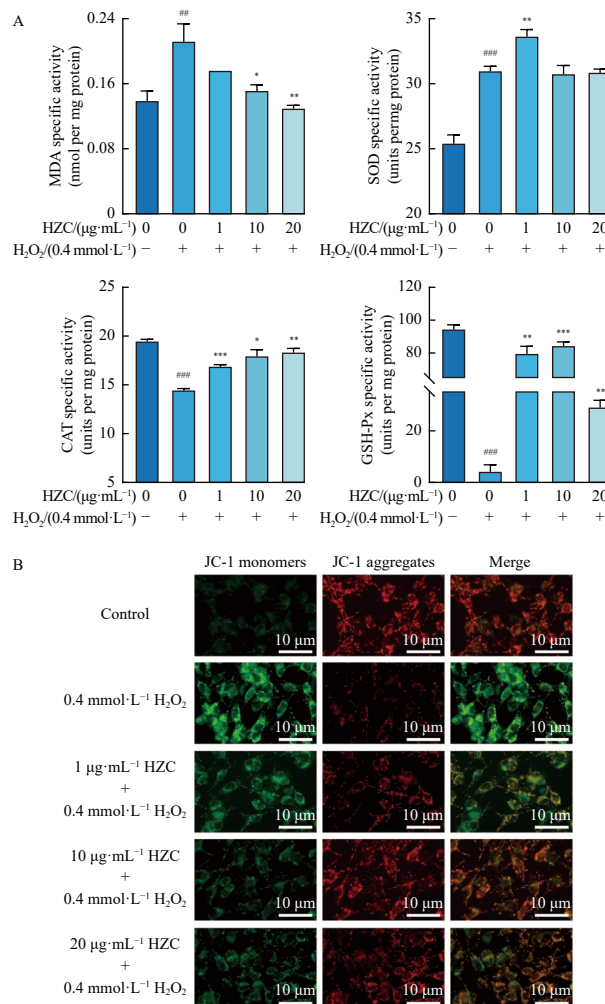 A
MDA specific activity
(nmol per mg protein)
0.24
0.16
0.08
0
##
*
**
HZC/(μg·mL⁻¹) 0 0 1 10 20
H₂O₂/(0.4 mmol·L⁻¹) − + + + +
SOD specific activity
(units permg protein)
35
30
25
20
###
**
HZC/(μg·mL⁻¹) 0 0 1 10 20
H₂O₂/(0.4 mmol·L⁻¹) − + + + +
CAT specific activity
(units per mg protein)
25
20
15
10
5
###
***
*
**
HZC/(μg·mL⁻¹) 0 0 1 10 20
H₂O₂/(0.4 mmol·L⁻¹) − + + + +
GSH-Px specific activity
(units per mg protein)
100
80
20
0
###
**
***
**
HZC/(μg·mL⁻¹) 0 0 1 10 20
H₂O₂/(0.4 mmol·L⁻¹) − + + + +
B
JC-1 monomers JC-1 aggregates Merge
Control
10 μm 10 μm 10 μm
0.4 mmol·L⁻¹ H₂O₂
10 μm 10 μm 10 μm
1 μg·mL⁻¹ HZC
+
0.4 mmol·L⁻¹ H₂O₂
10 μm 10 μm 10 μm
10 μg·mL⁻¹ HZC
+
0.4 mmol·L⁻¹ H₂O₂
10 μm 10 μm 10 μm
20 μg·mL⁻¹ HZC
+
0.4 mmol·L⁻¹ H₂O₂
10 μm 10 μm 10 μm